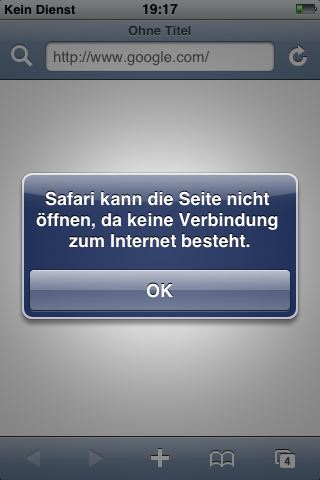 Kein Dienst 19:17
Ohne Titel
http://www.google.com/
Safari kann die Seite nicht
öffnen, da keine Verbindung
zum Internet besteht.
OK
4